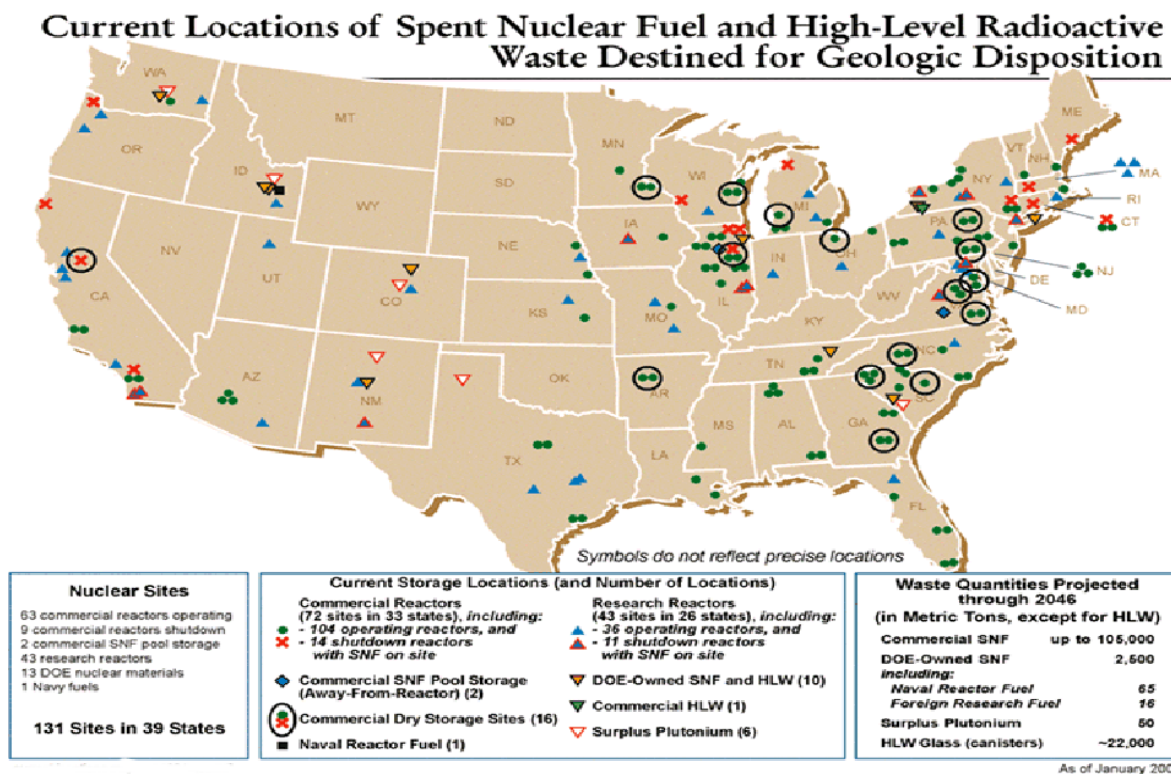 Current Locations of Spent Nuclear Fuel and High-Level Radioactive
Waste Destined for Geologic Disposition
WA
MT
ND
MN
ME
OR
ID
SD
WI
VT
NH
NY
MA
WY
MI
RI
CT
IA
PA
NV
NE
OH
NJ
UT
IN
DE
CA
CO
IL
WV
MD
KS
MO
KY
AZ
NM
OK
TN
NC
AR
SC
MS
AL
GA
TX
LA
FL
Symbols do not reflect precise locations
Nuclear Sites
63 commercial reactors operating
9 commercial reactors shutdown
2 commercial SNF pool storage
43 research reactors
13 DOE nuclear materials
1 Navy fuels
131 Sites in 39 States
Current Storage Locations (and Number of Locations)
Commercial Reactors
(72 sites in 33 states), including:
- 104 operating reactors, and
- 14 shutdown reactors
with SNF on site
Commercial SNF Pool Storage
(Away-From-Reactor) (2)
Commercial Dry Storage Sites (16)
Naval Reactor Fuel (1)
Research Reactors
(43 sites in 26 states), including:
- 36 operating reactors, and
- 11 shutdown reactors
with SNF on site
DOE-Owned SNF and HLW (10)
Commercial HLW (1)
Surplus Plutonium (6)
Waste Quantities Projected
through 2046
(in Metric Tons, except for HLW)
Commercial SNF up to 105,000
DOE-Owned SNF 2,500
including:
Naval Reactor Fuel 65
Foreign Research Fuel 16
Surplus Plutonium 50
HLW Glass (canisters) ~22,000
As of January